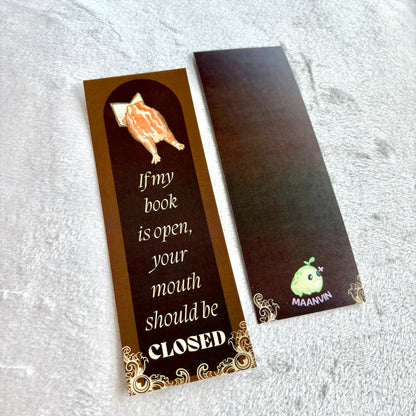 If my
book
is open,
your
mouth
should be
CLOSED
MAANVIN